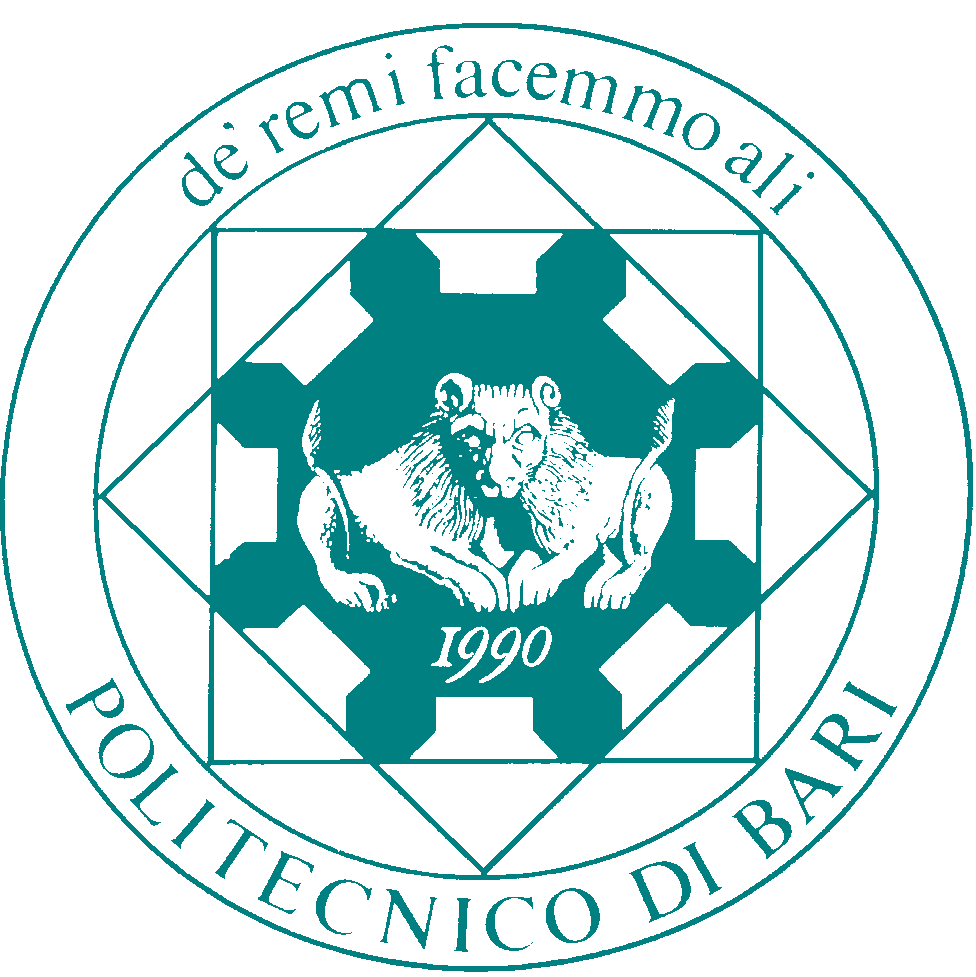 de' remi facemmo ali
1990
POLITECNICO DI BARI